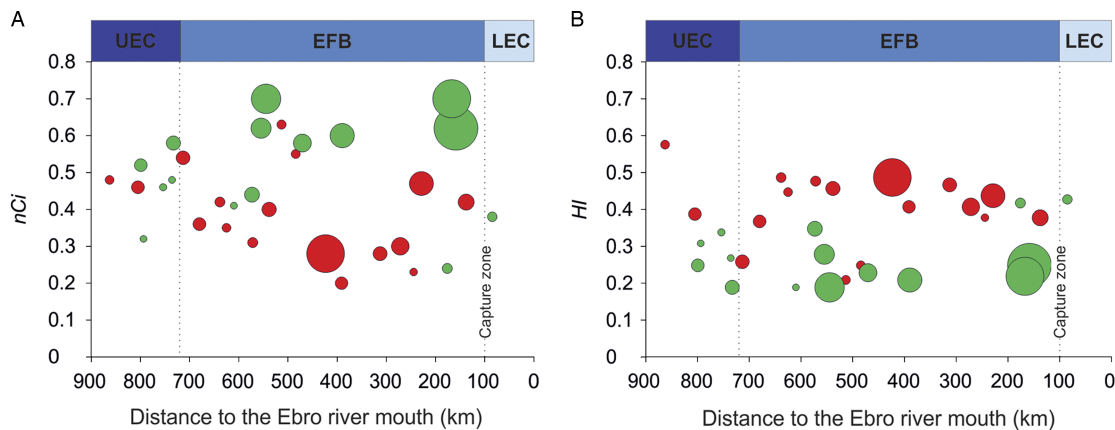 A
UEC EFB LEC
0.8
0.7
0.6
0.5
0.4
0.3
0.2
0.1
0
nCi
Capture zone
900 800 700 600 500 400 300 200 100 0
Distance to the Ebro river mouth (km)
B
UEC EFB LEC
0.8
0.7
0.6
0.5
0.4
0.3
0.2
0.1
0
HI
Capture zone
900 800 700 600 500 400 300 200 100 0
Distance to the Ebro river mouth (km)